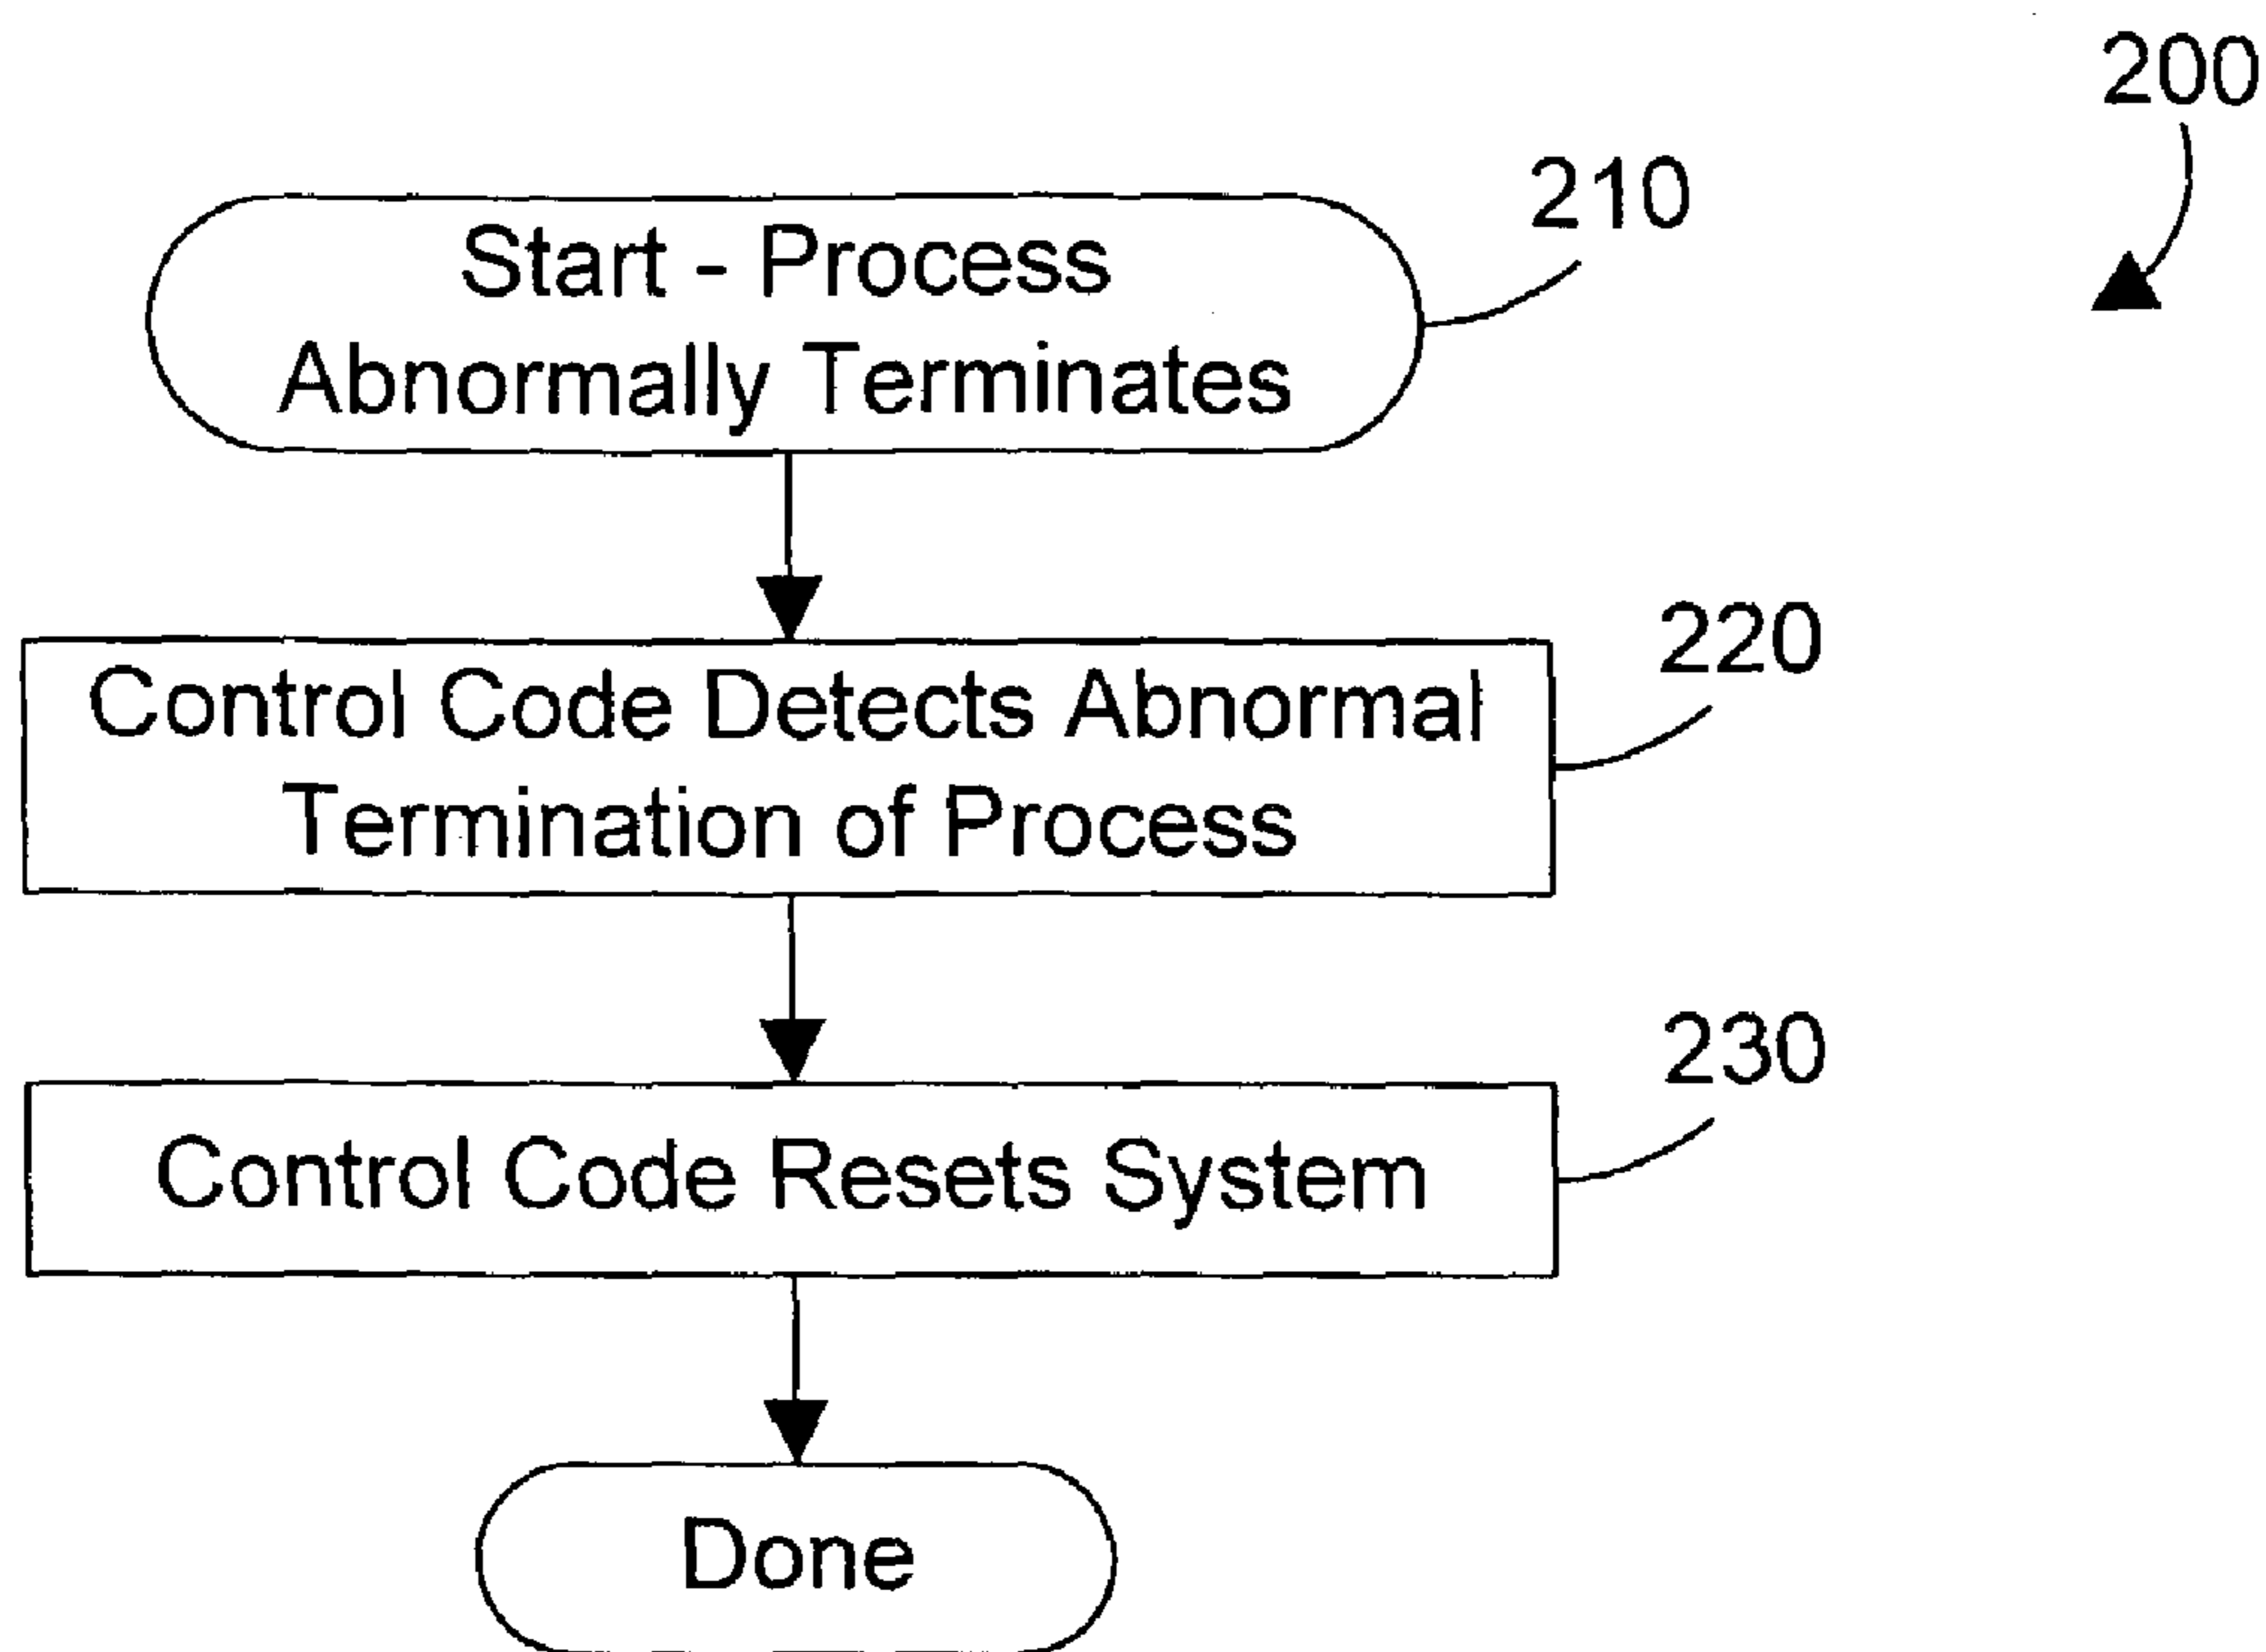 200
210
Start - Process
Abnormally Terminates
220
Control Code Detects Abnormal
Termination of Process
230
Control Code Resets System
Done